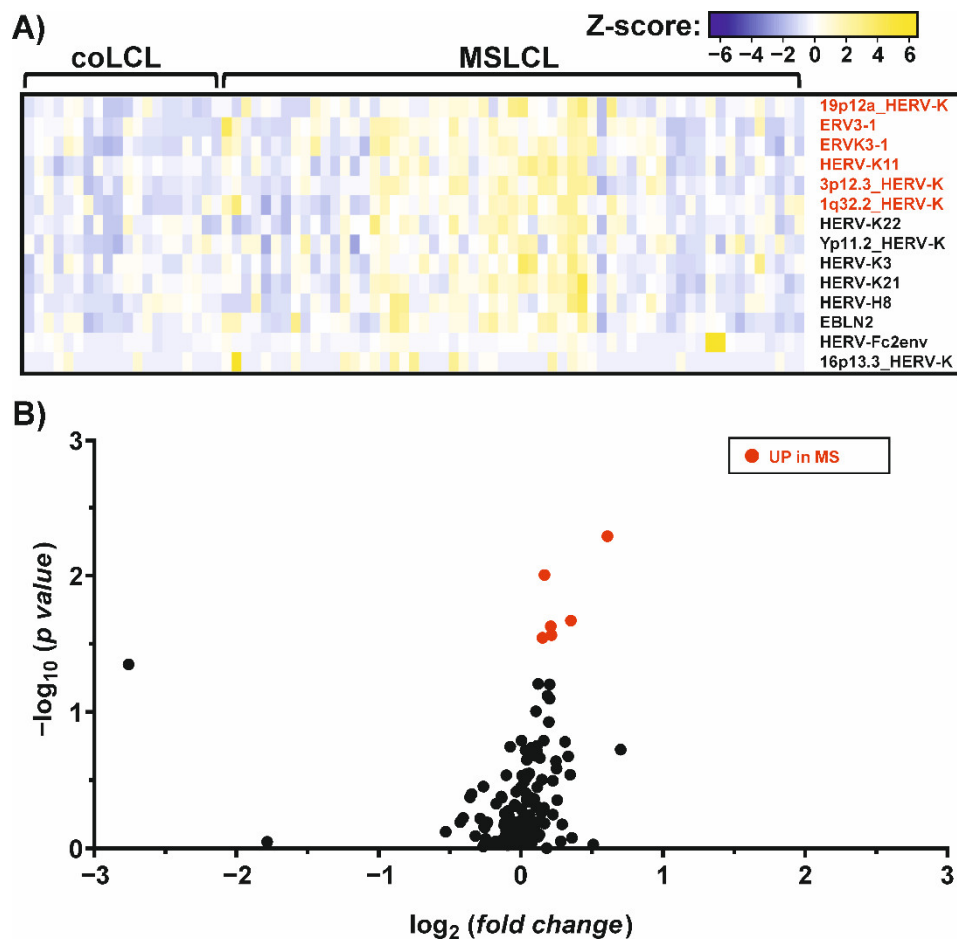 A)
coLCL
MSLCL
Z-score:
−6 −4 −2 0 2 4 6
19p12a_HERV-K
ERV3-1
ERVK3-1
HERV-K11
3p12.3_HERV-K
1q32.2_HERV-K
HERV-K22
Yp11.2_HERV-K
HERV-K3
HERV-K21
HERV-H8
EBLN2
HERV-Fc2env
16p13.3_HERV-K
B)
UP in MS
3
2
1
0
−log10 (p value)
−3 −2 −1 0 1 2 3
log2 (fold change)